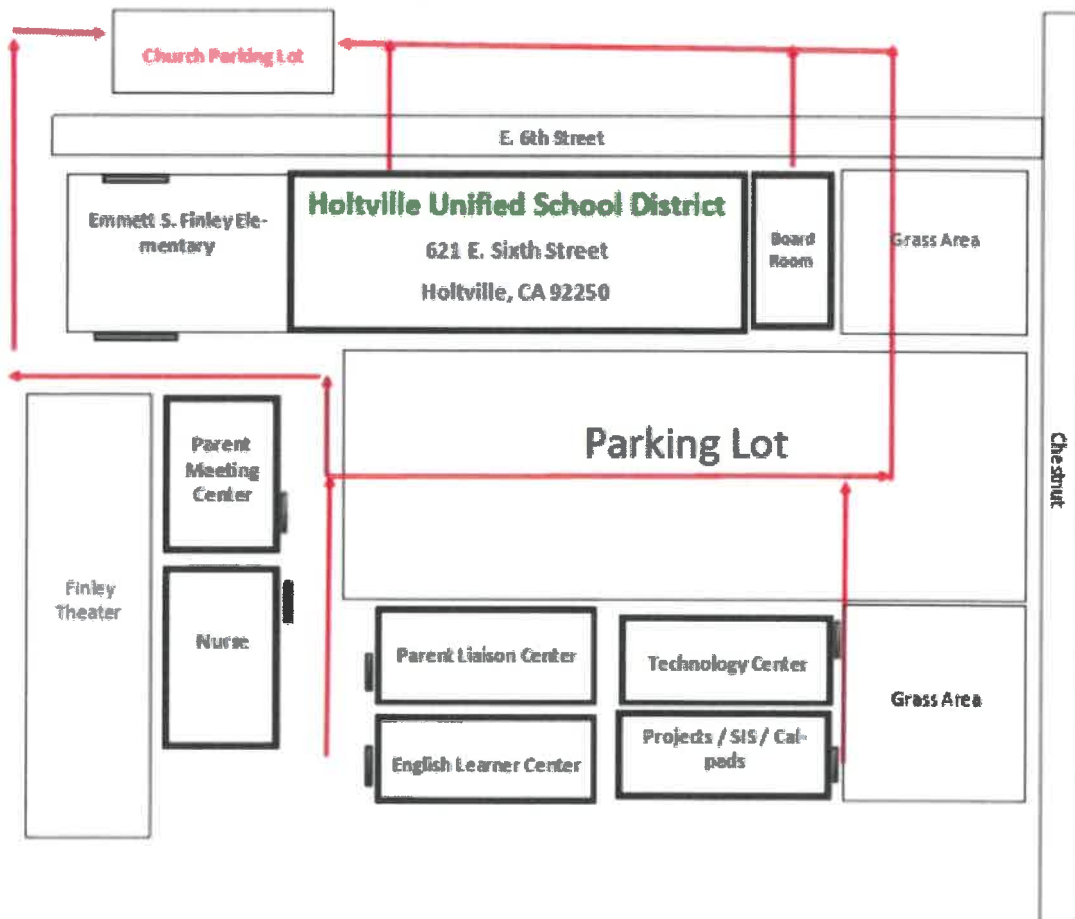 Church Parking Lot
E. 6th Street
Emmett S. Finley Ele-
mentary
Holtville Unified School District
621 E. Sixth Street
Holtville, CA 92250
Board
Room
Grass Area
Parking Lot
Chestnut
Parent
Meeting
Center
Finley
Theater
Nurse
Parent Liaison Center
Technology Center
Grass Area
English Learner Center
Projects / SIS / Cal-
pads